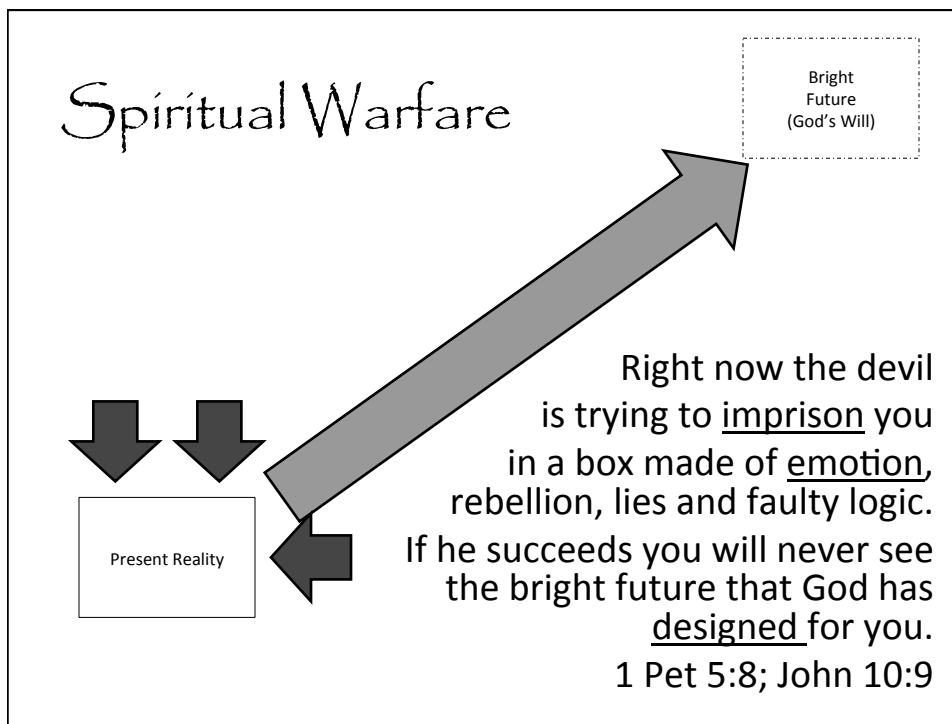 Spiritual Warfare
Bright
Future
(God's Will)
Present Reality
Right now the devil
is trying to imprison you
in a box made of emotion,
rebellion, lies and faulty logic.
If he succeeds you will never see
the bright future that God has
designed for you.
1 Pet 5:8; John 10:9